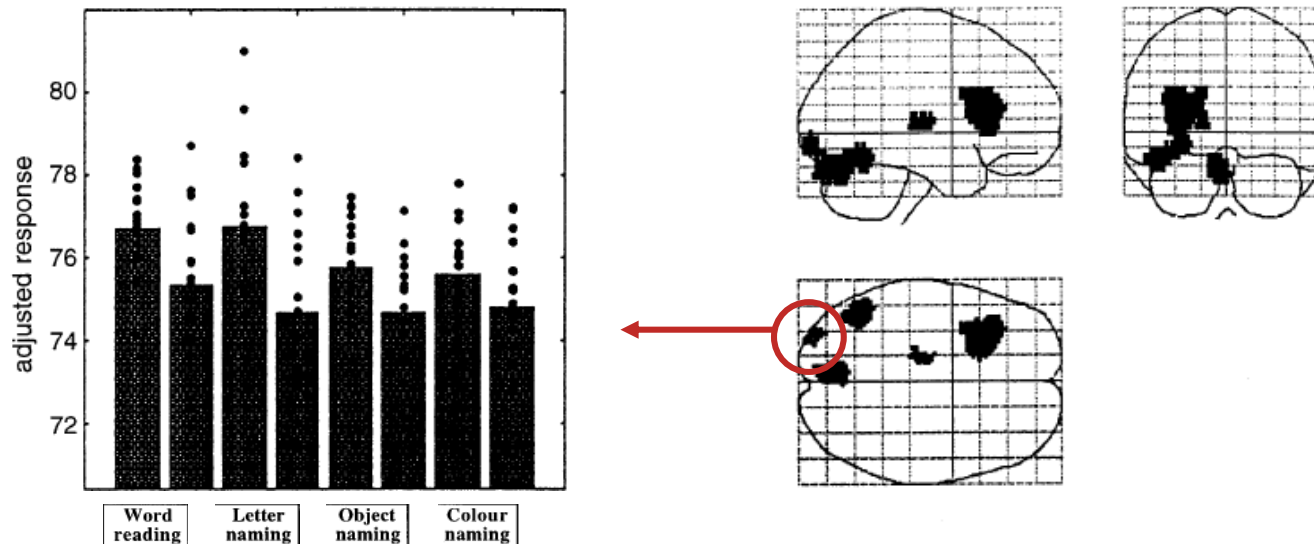 80
78
76
74
72
adjusted response
Word
reading
Letter
naming
Object
naming
Colour
naming